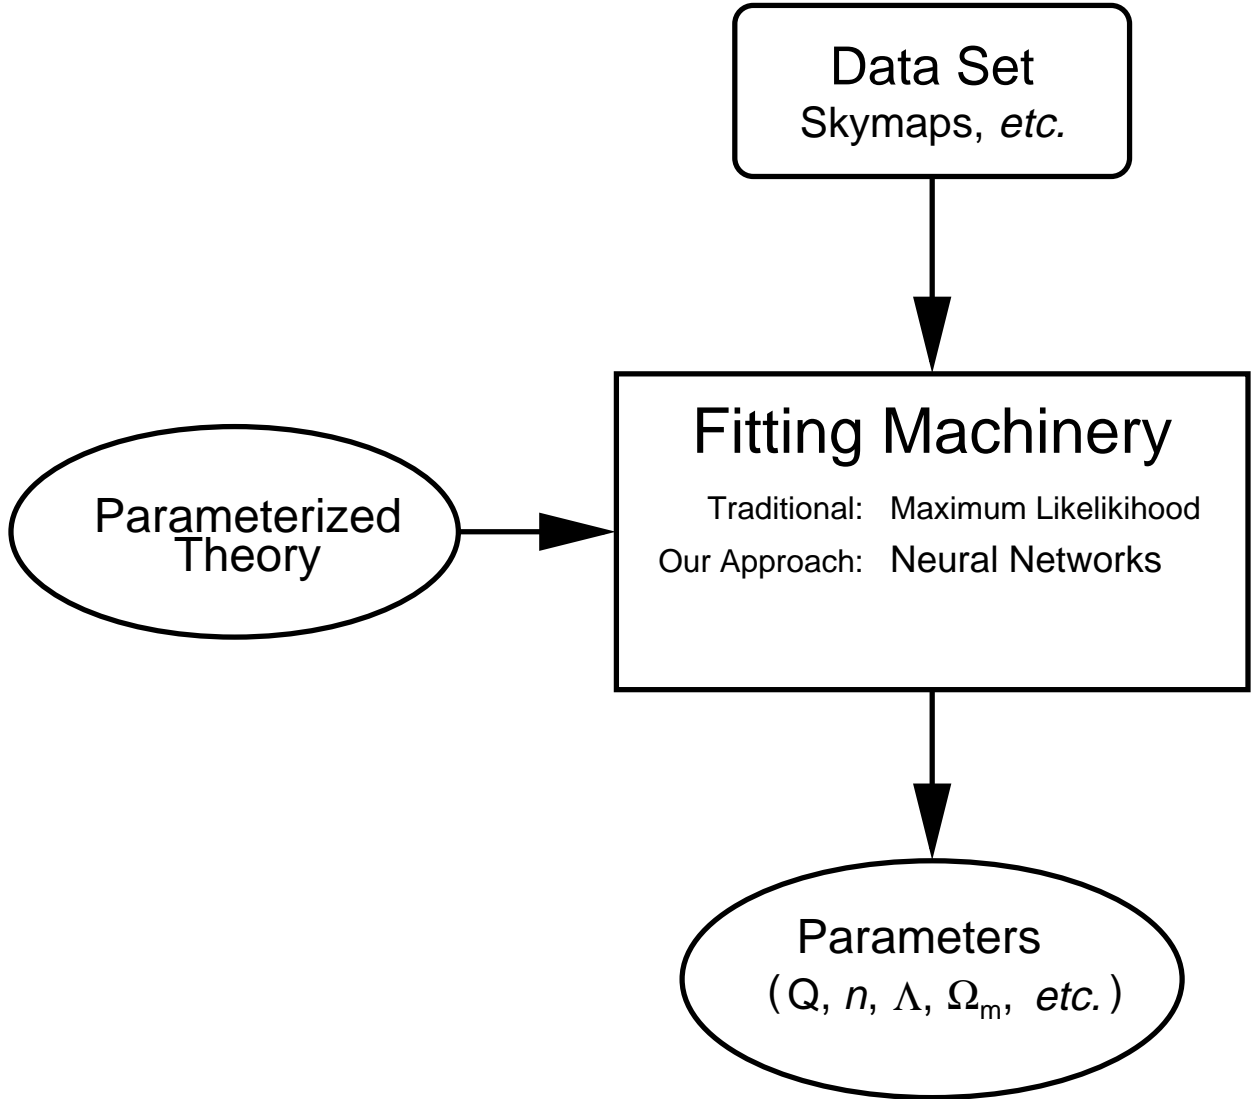 Data Set
Skymaps, etc.
Fitting Machinery
Traditional: Maximum Likelikihood
Our Approach: Neural Networks
Parameterized
Theory
Parameters
(Q, n, Λ, Ωm, etc.)